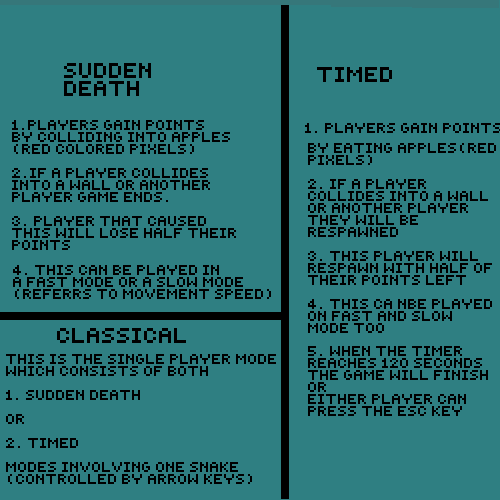 SUDDEN
DEATH
1.PLAYERS GAIN POINTS
BY COLLIDING INTO APPLES
(RED COLORED PIXELS)
2.IF A PLAYER COLLIDES
INTO A WALL OR ANOTHER
PLAYER GAME ENDS.
3. PLAYER THAT CAUSED
THIS WILL LOSE HALF THEIR
POINTS
4. THIS CAN BE PLAYED IN
A FAST MODE OR A SLOW MODE
(REFERRS TO MOVEMENT SPEED)
CLASSICAL
THIS IS THE SINGLE PLAYER MODE
WHICH CONSISTS OF BOTH
1. SUDDEN DEATH
OR
2. TIMED
MODES INVOLVING ONE SNAKE
(CONTROLLED BY ARROW KEYS)
TIMED
1. PLAYERS GAIN POINTS
BY EATING APPLES(RED
PIXELS)
2. IF A PLAYER
COLLIDES INTO A WALL
OR ANOTHER PLAYER
THEY WILL BE
RESPAWNED
3. THIS PLAYER WILL
RESPAWN WITH HALF OF
THEIR POINTS LEFT
4. THIS CA NBE PLAYED
ON FAST AND SLOW
MODE TOO
5. WHEN THE TIMER
REACHES 120 SECONDS
THE GAME WILL FINISH
OR
EITHER PLAYER CAN
PRESS THE ESC KEY